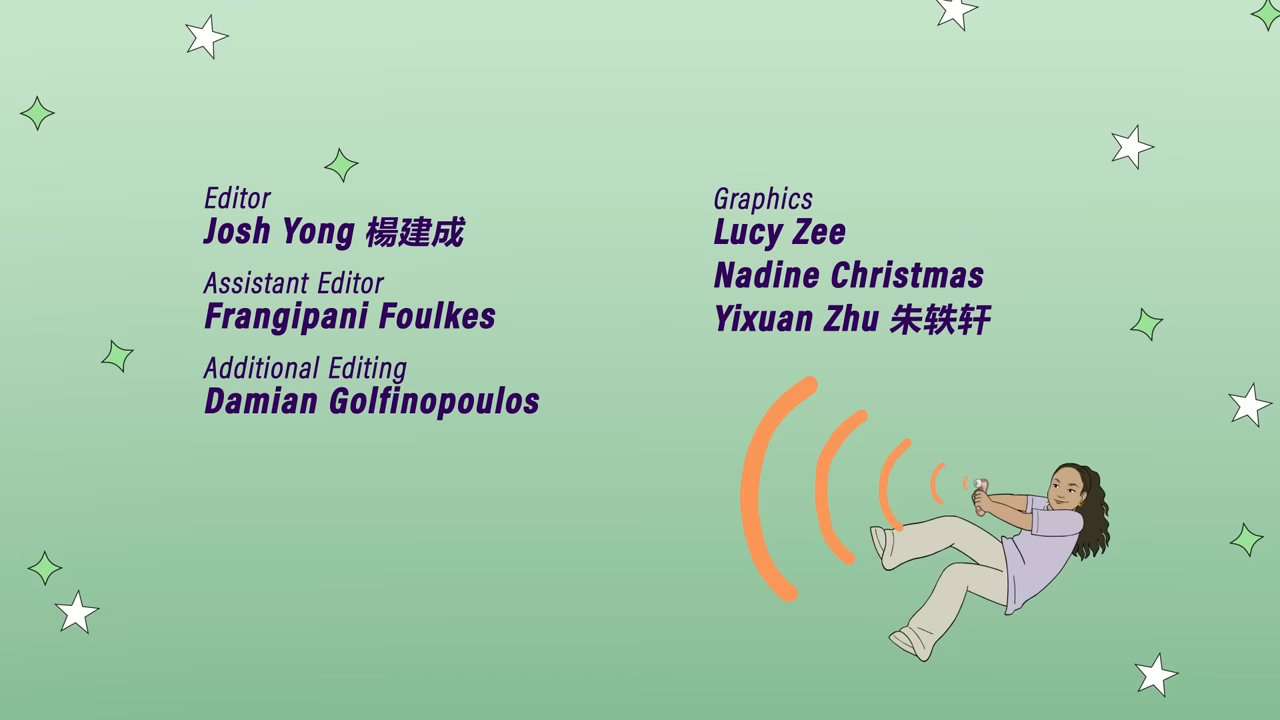 Editor
Josh Yong 楊建成
Assistant Editor
Frangipani Foulkes
Additional Editing
Damian Golfinopoulos
Graphics
Lucy Zee
Nadine Christmas
Yixuan Zhu 朱轶轩